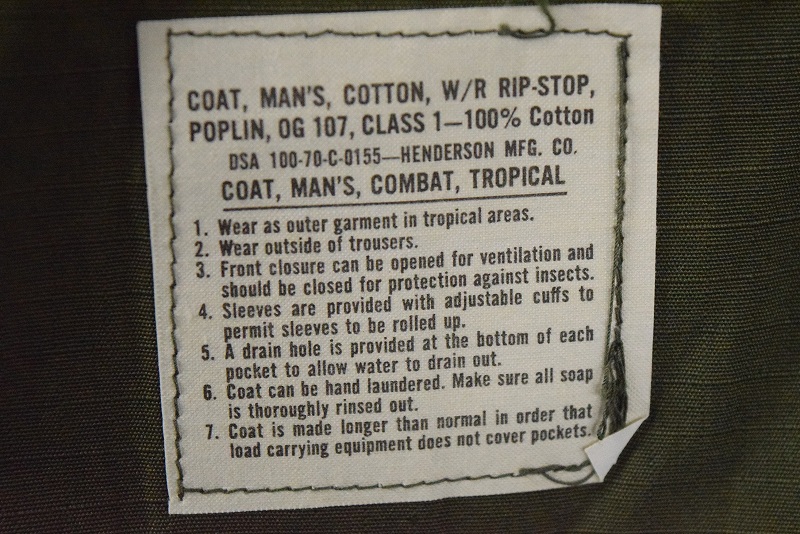 COAT, MAN'S, COTTON, W/R RIP-STOP,
POPLIN, OG 107, CLASS 1—100% Cotton
DSA 100-70-C-0155—HENDERSON MFG. CO.
COAT, MAN'S, COMBAT, TROPICAL
1. Wear as outer garment in tropical areas.
2. Wear outside of trousers.
3. Front closure can be opened for ventilation and
should be closed for protection against insects.
4. Sleeves are provided with adjustable cuffs to
permit sleeves to be rolled up.
5. A drain hole is provided at the bottom of each
pocket to allow water to drain out.
6. Coat can be hand laundered. Make sure all soap
is thoroughly rinsed out.
7. Coat is made longer than normal in order that
load carrying equipment does not cover pockets.